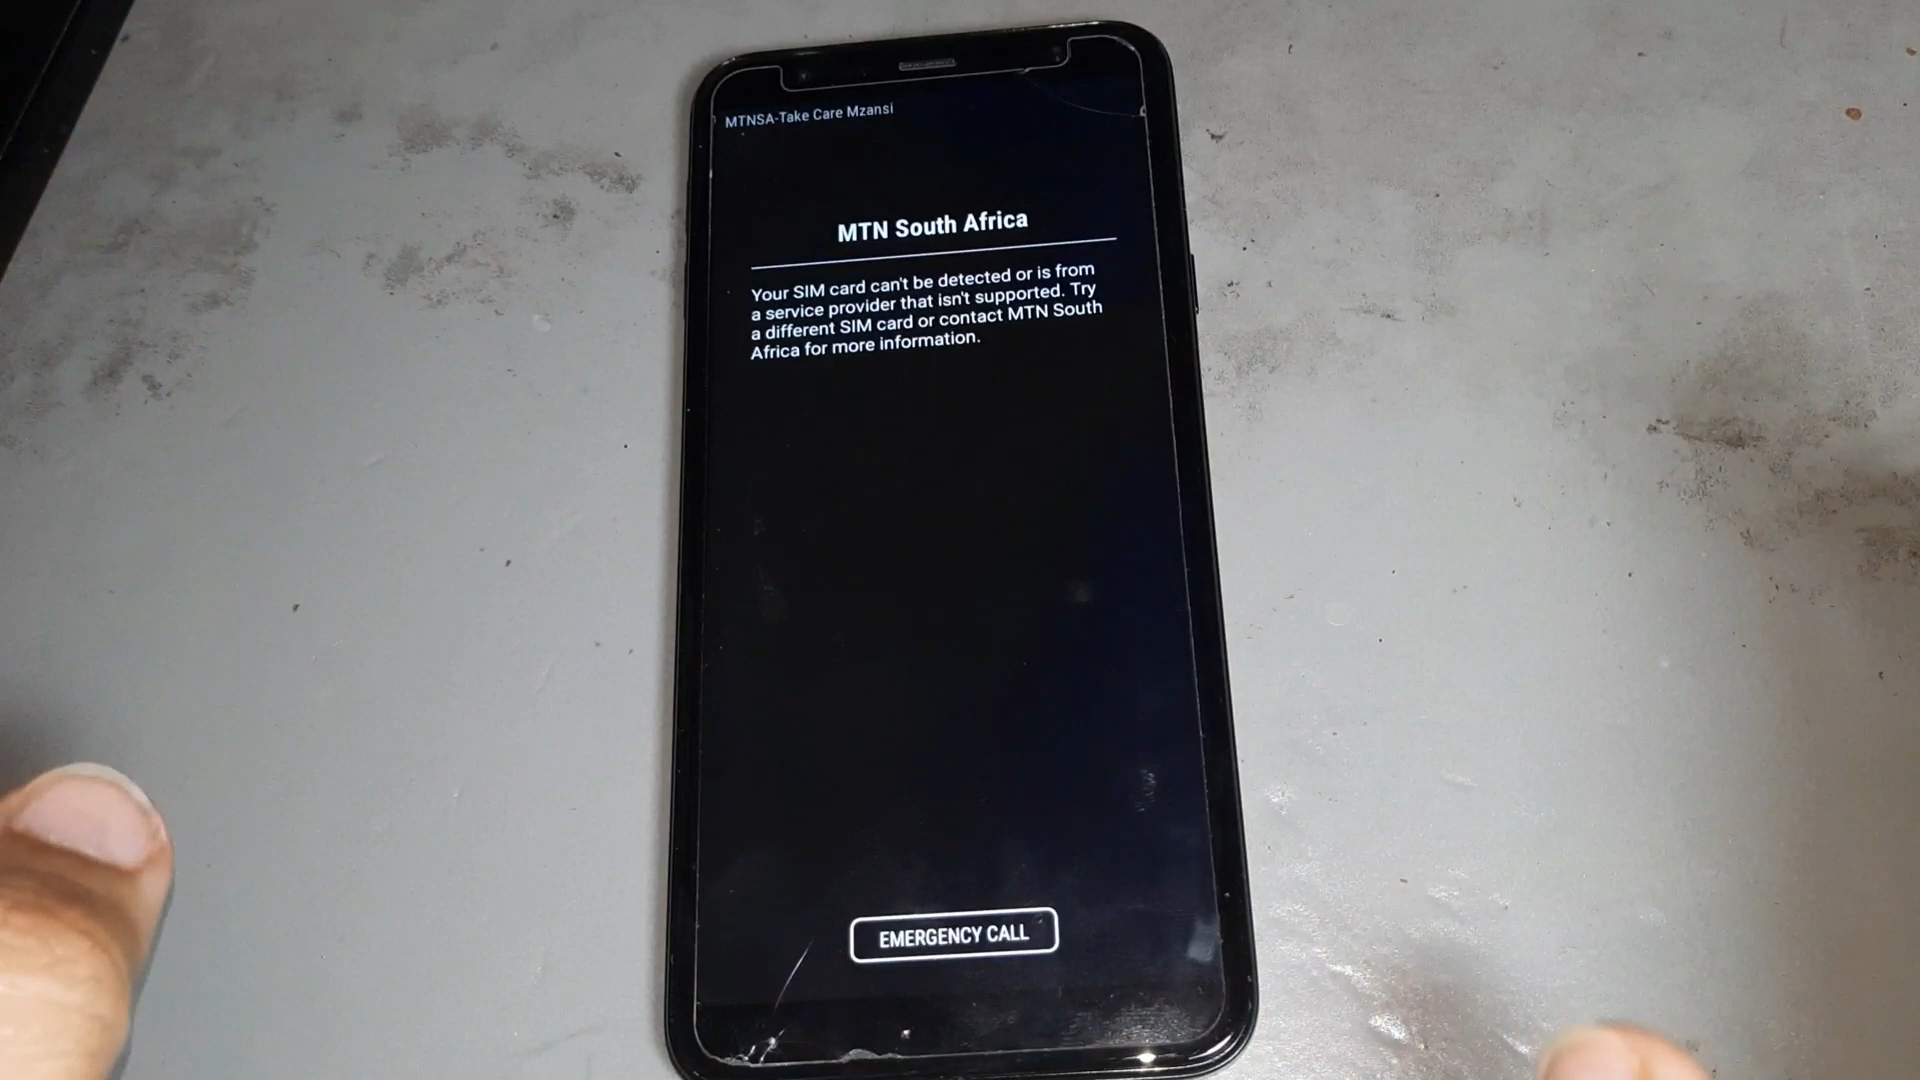 MTNSA-Take Care Mzansi
MTN South Africa
Your SIM card can't be detected or is from
a service provider that isn't supported. Try
a different SIM card or contact MTN South
Africa for more information.
EMERGENCY CALL